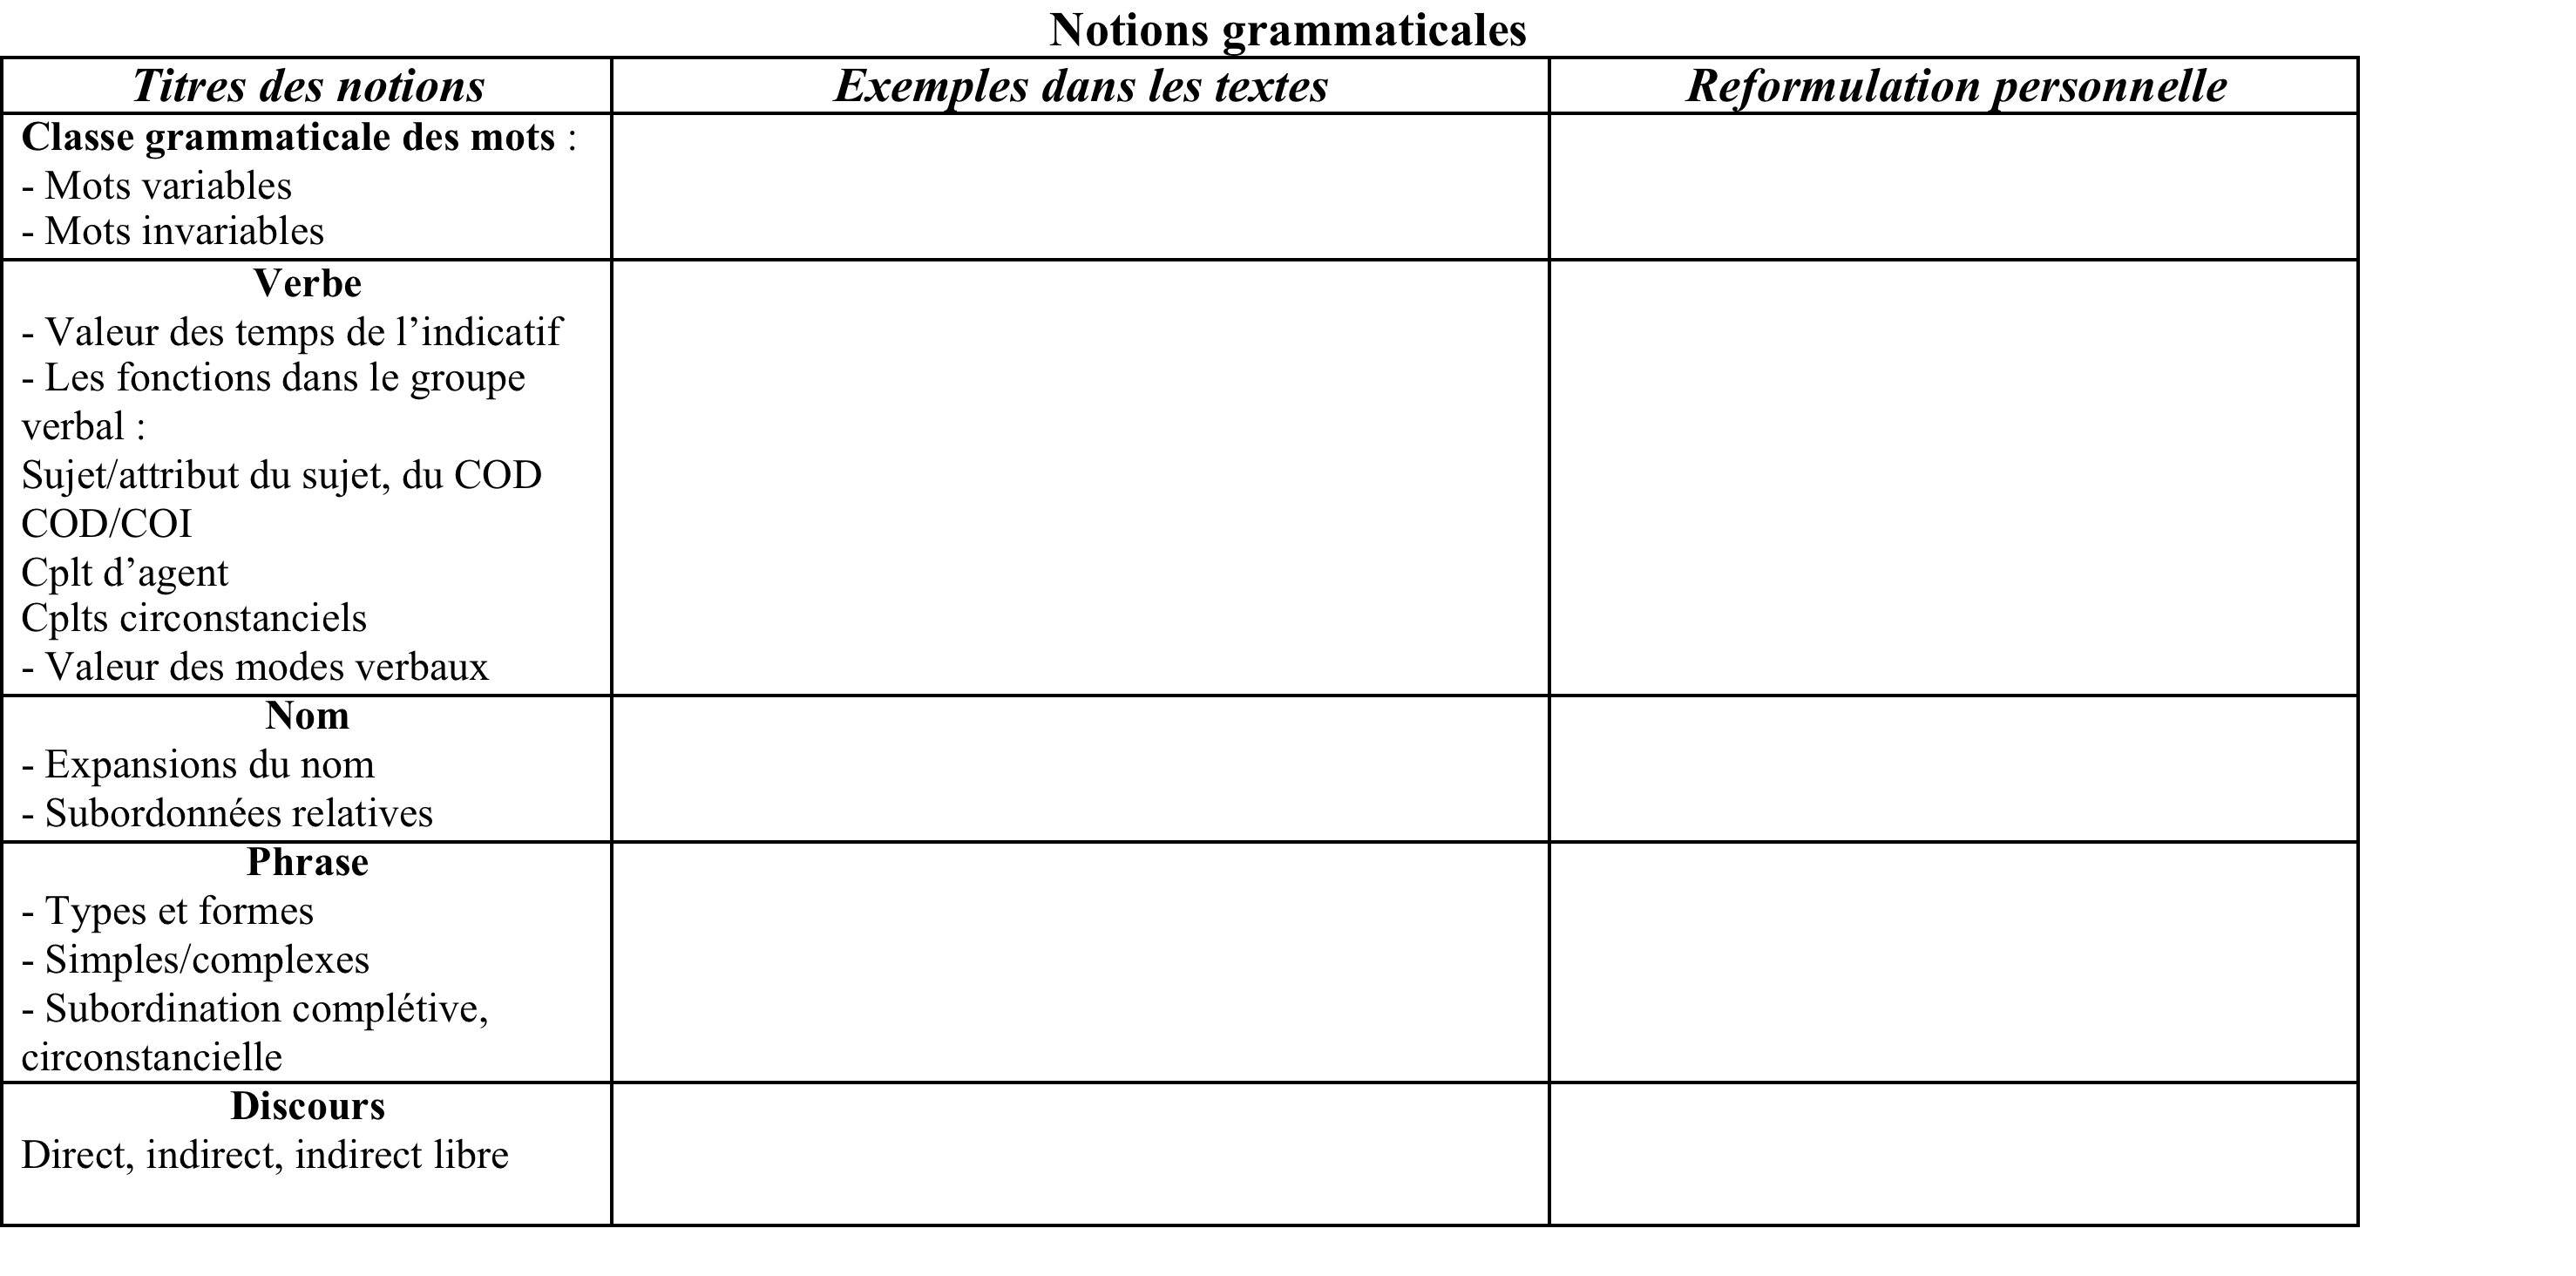 Notions grammaticales
Titres des notions
Exemples dans les textes
Reformulation personnelle
Classe grammaticale des mots :
- Mots variables
- Mots invariables
Verbe
- Valeur des temps de l’indicatif
- Les fonctions dans le groupe
verbal :
Sujet/attribut du sujet, du COD
COD/COI
Cplt d’agent
Cplts circonstanciels
- Valeur des modes verbaux
Nom
- Expansions du nom
- Subordonnées relatives
Phrase
- Types et formes
- Simples/complexes
- Subordination complétive,
circonstancielle
Discours
Direct, indirect, indirect libre